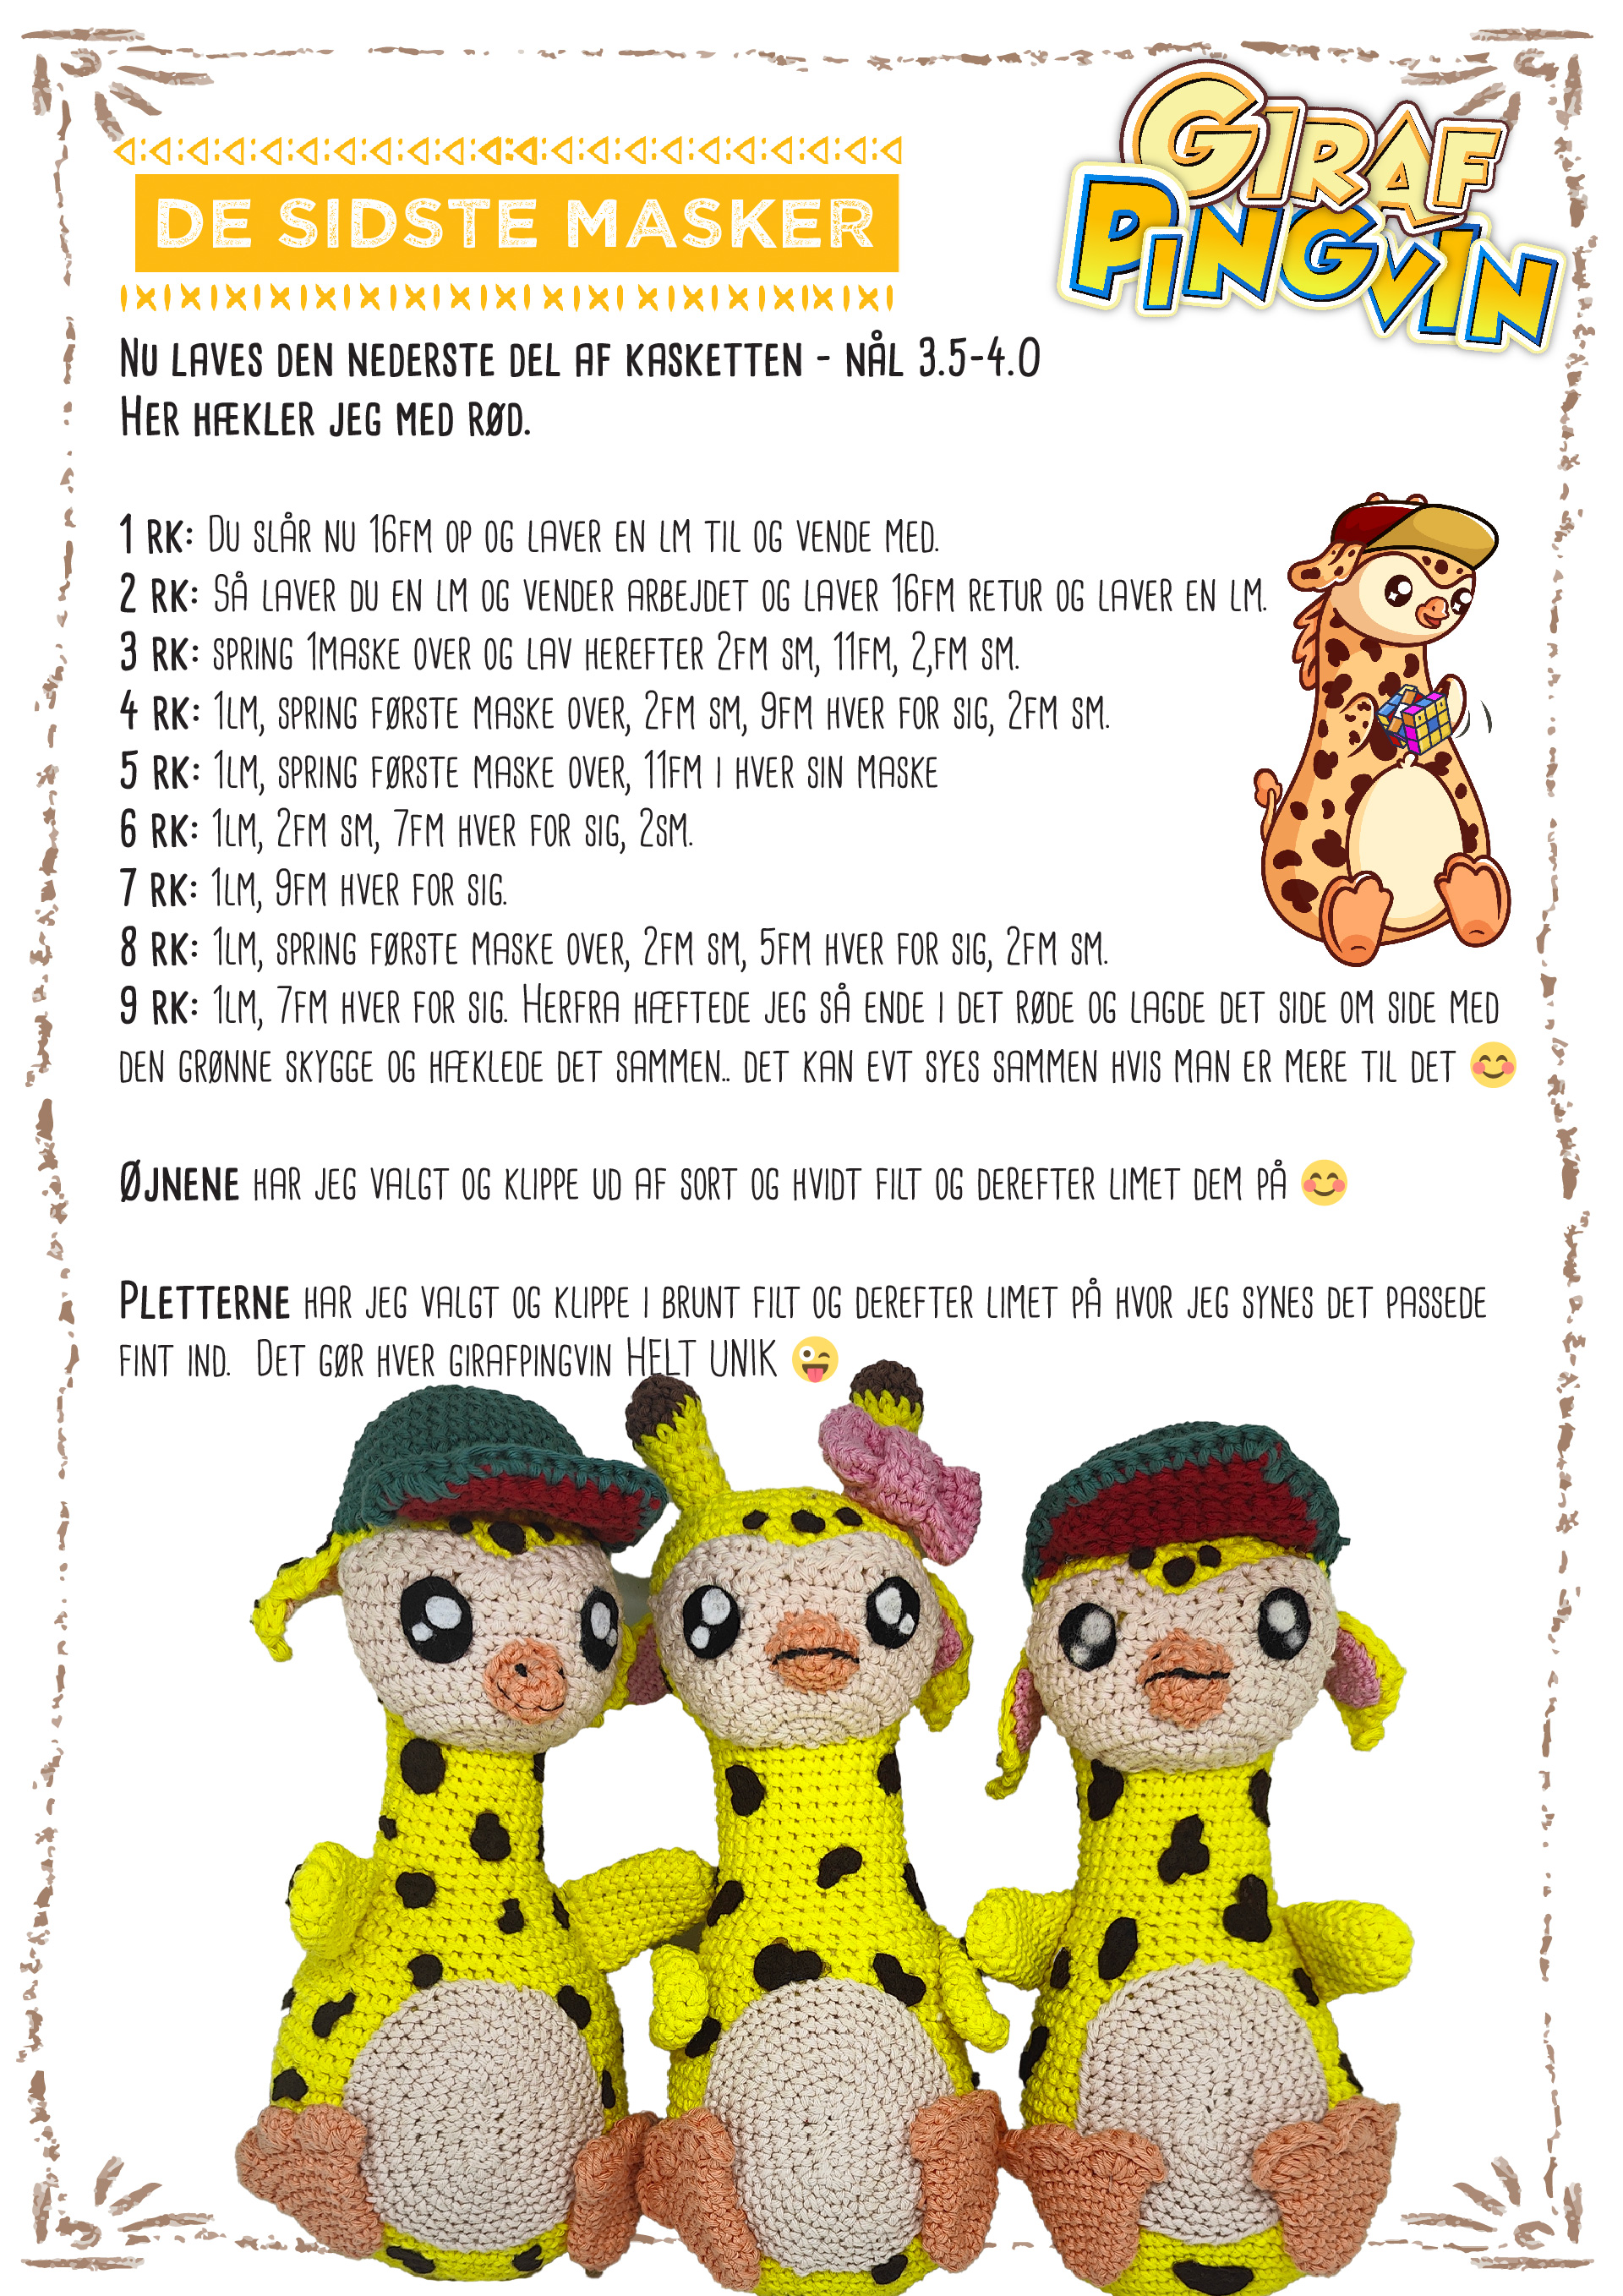 GIRAF
PINGVIN
DE SIDSTE MASKER
Nu laves den nederste del af kasketten - nål 3.5-4.0
Her hækler jeg med rød.
1 rk: Du slår nu 16fm op og laver en lm til og vende med.
2 rk: Så laver du en lm og vender arbejdet og laver 16fm retur og laver en lm.
3 rk: spring 1maske over og lav herefter 2fm sm, 11fm, 2,fm sm.
4 rk: 1lm, spring første maske over, 2fm sm, 9fm hver for sig, 2fm sm.
5 rk: 1lm, spring første maske over, 11fm i hver sin maske
6 rk: 1lm, 2fm sm, 7fm hver for sig, 2sm.
7 rk: 1lm, 9fm hver for sig.
8 rk: 1lm, spring første maske over, 2fm sm, 5fm hver for sig, 2fm sm.
9 rk: 1lm, 7fm hver for sig. Herfra hæftede jeg så ende i det røde og lagde det side om side med
den grønne skygge og hæklede det sammen.. det kan evt syes sammen hvis man er mere til det 😊
Øjnene har jeg valgt og klippe ud af sort og hvidt filt og derefter limet dem på 😊
Pletterne har jeg valgt og klippe i brunt filt og derefter limet på hvor jeg synes det passede
fint ind. Det gør hver girafpingvin HELT UNIK 😜